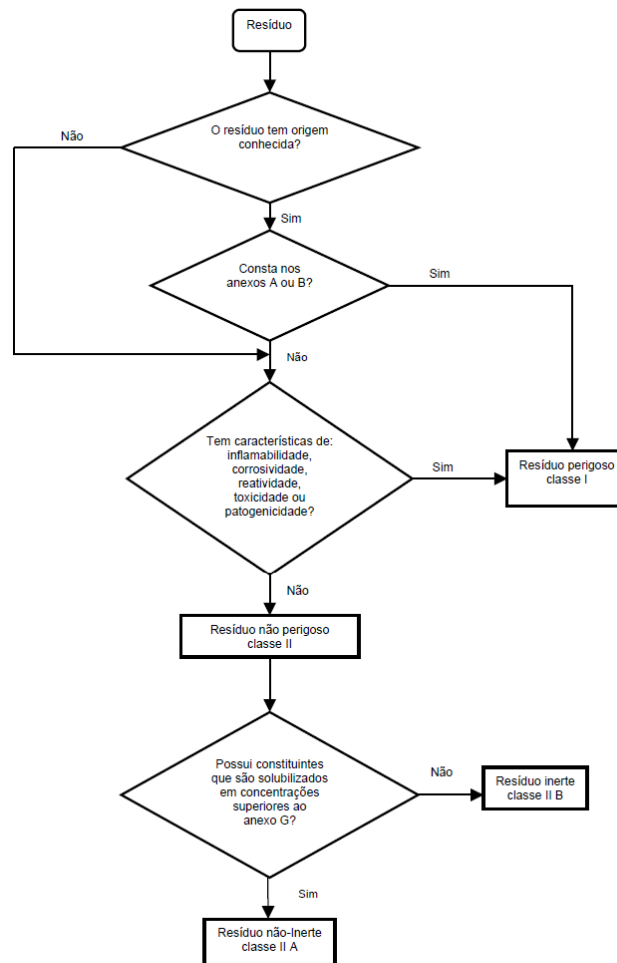 Resíduo
O resíduo tem origem
conhecida?
Não
Sim
Consta nos
anexos A ou B?
Sim
Não
Tem características de:
inflamabilidade,
corrosividade,
reatividade,
toxicidade ou
patogenicidade?
Sim
Resíduo perigoso
classe I
Não
Resíduo não perigoso
classe II
Possui constituintes
que são solubilizados
em concentrações
superiores ao
anexo G?
Não
Resíduo inerte
classe II B
Sim
Resíduo não-Inerte
classe II A